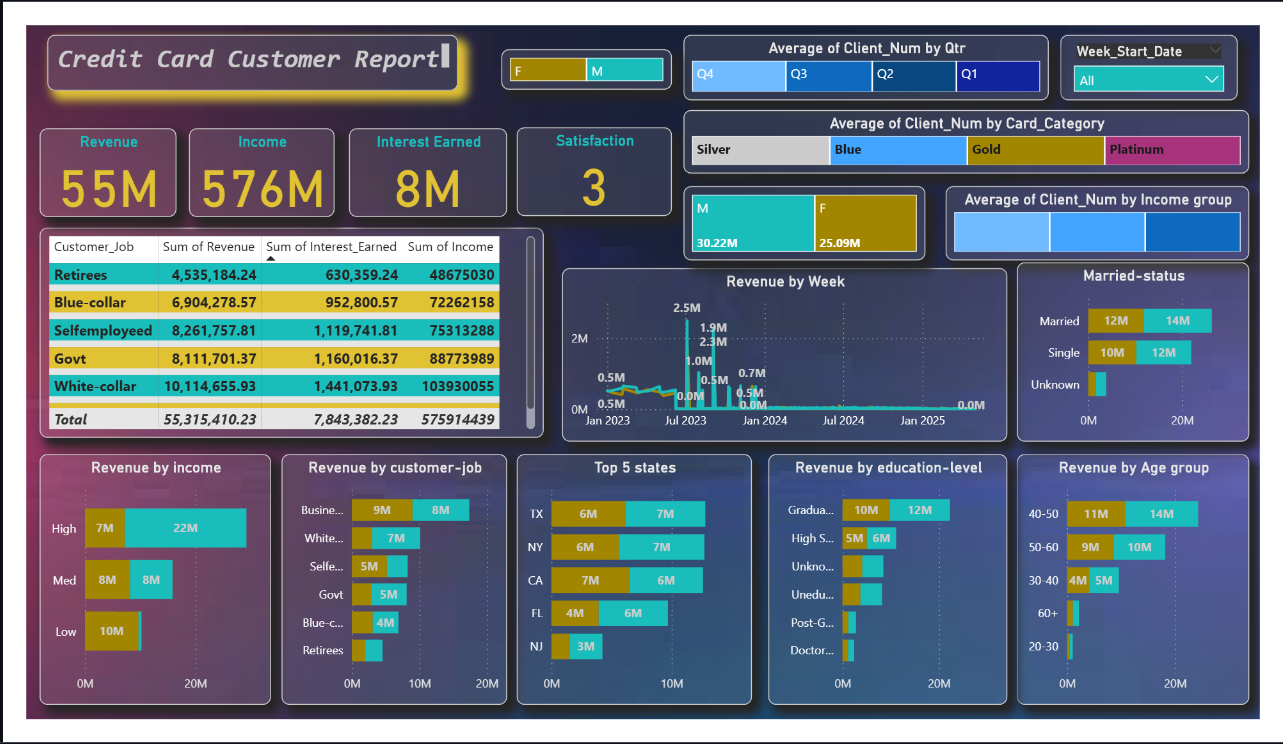 Credit Card Customer Report
F
M
Average of Client_Num by Qtr
Q4
Q3
Q2
Q1
Week_Start_Date
All
Revenue
55M
Income
576M
Interest Earned
8M
Satisfaction
3
Average of Client_Num by Card_Category
Silver
Blue
Gold
Platinum
M
30.22M
F
25.09M
Average of Client_Num by Income group
Customer_Job Sum of Revenue Sum of Interest_Earned Sum of Income
Retirees 4,535,184.24 630,359.24 48675030
Blue-collar 6,904,278.57 952,800.57 72262158
Selfemployeed 8,261,757.81 1,119,741.81 75313288
Govt 8,111,701.37 1,160,016.37 88773989
White-collar 10,114,655.93 1,441,073.93 103930055
Total 55,315,410.23 7,843,382.23 575914439
Revenue by Week
2.5M
1.9M
2M
2.3M
1.0M
0.5M
0.5M
0.7M
0.5M
0.0M
0.5M
0M
0.0M
0.0M
Jan 2023 Jul 2023 Jan 2024 Jul 2024 Jan 2025
Married-status
Married 12M 14M
Single 10M 12M
Unknown
0M 20M
Revenue by income
High 7M 22M
Med 8M 8M
Low 10M
0M 20M
Revenue by customer-job
Busine... 9M 8M
White... 7M
Selfe... 5M
Govt 5M
Blue-c... 4M
Retirees
0M 10M 20M
Top 5 states
TX 6M 7M
NY 6M 7M
CA 7M 6M
FL 4M 6M
NJ 3M
0M 10M
Revenue by education-level
Gradua... 10M 12M
High S... 5M 6M
Unkno...
Unedu...
Post-G...
Doctor...
0M 20M
Revenue by Age group
40-50 11M 14M
50-60 9M 10M
30-40 4M 5M
60+
20-30
0M 20M